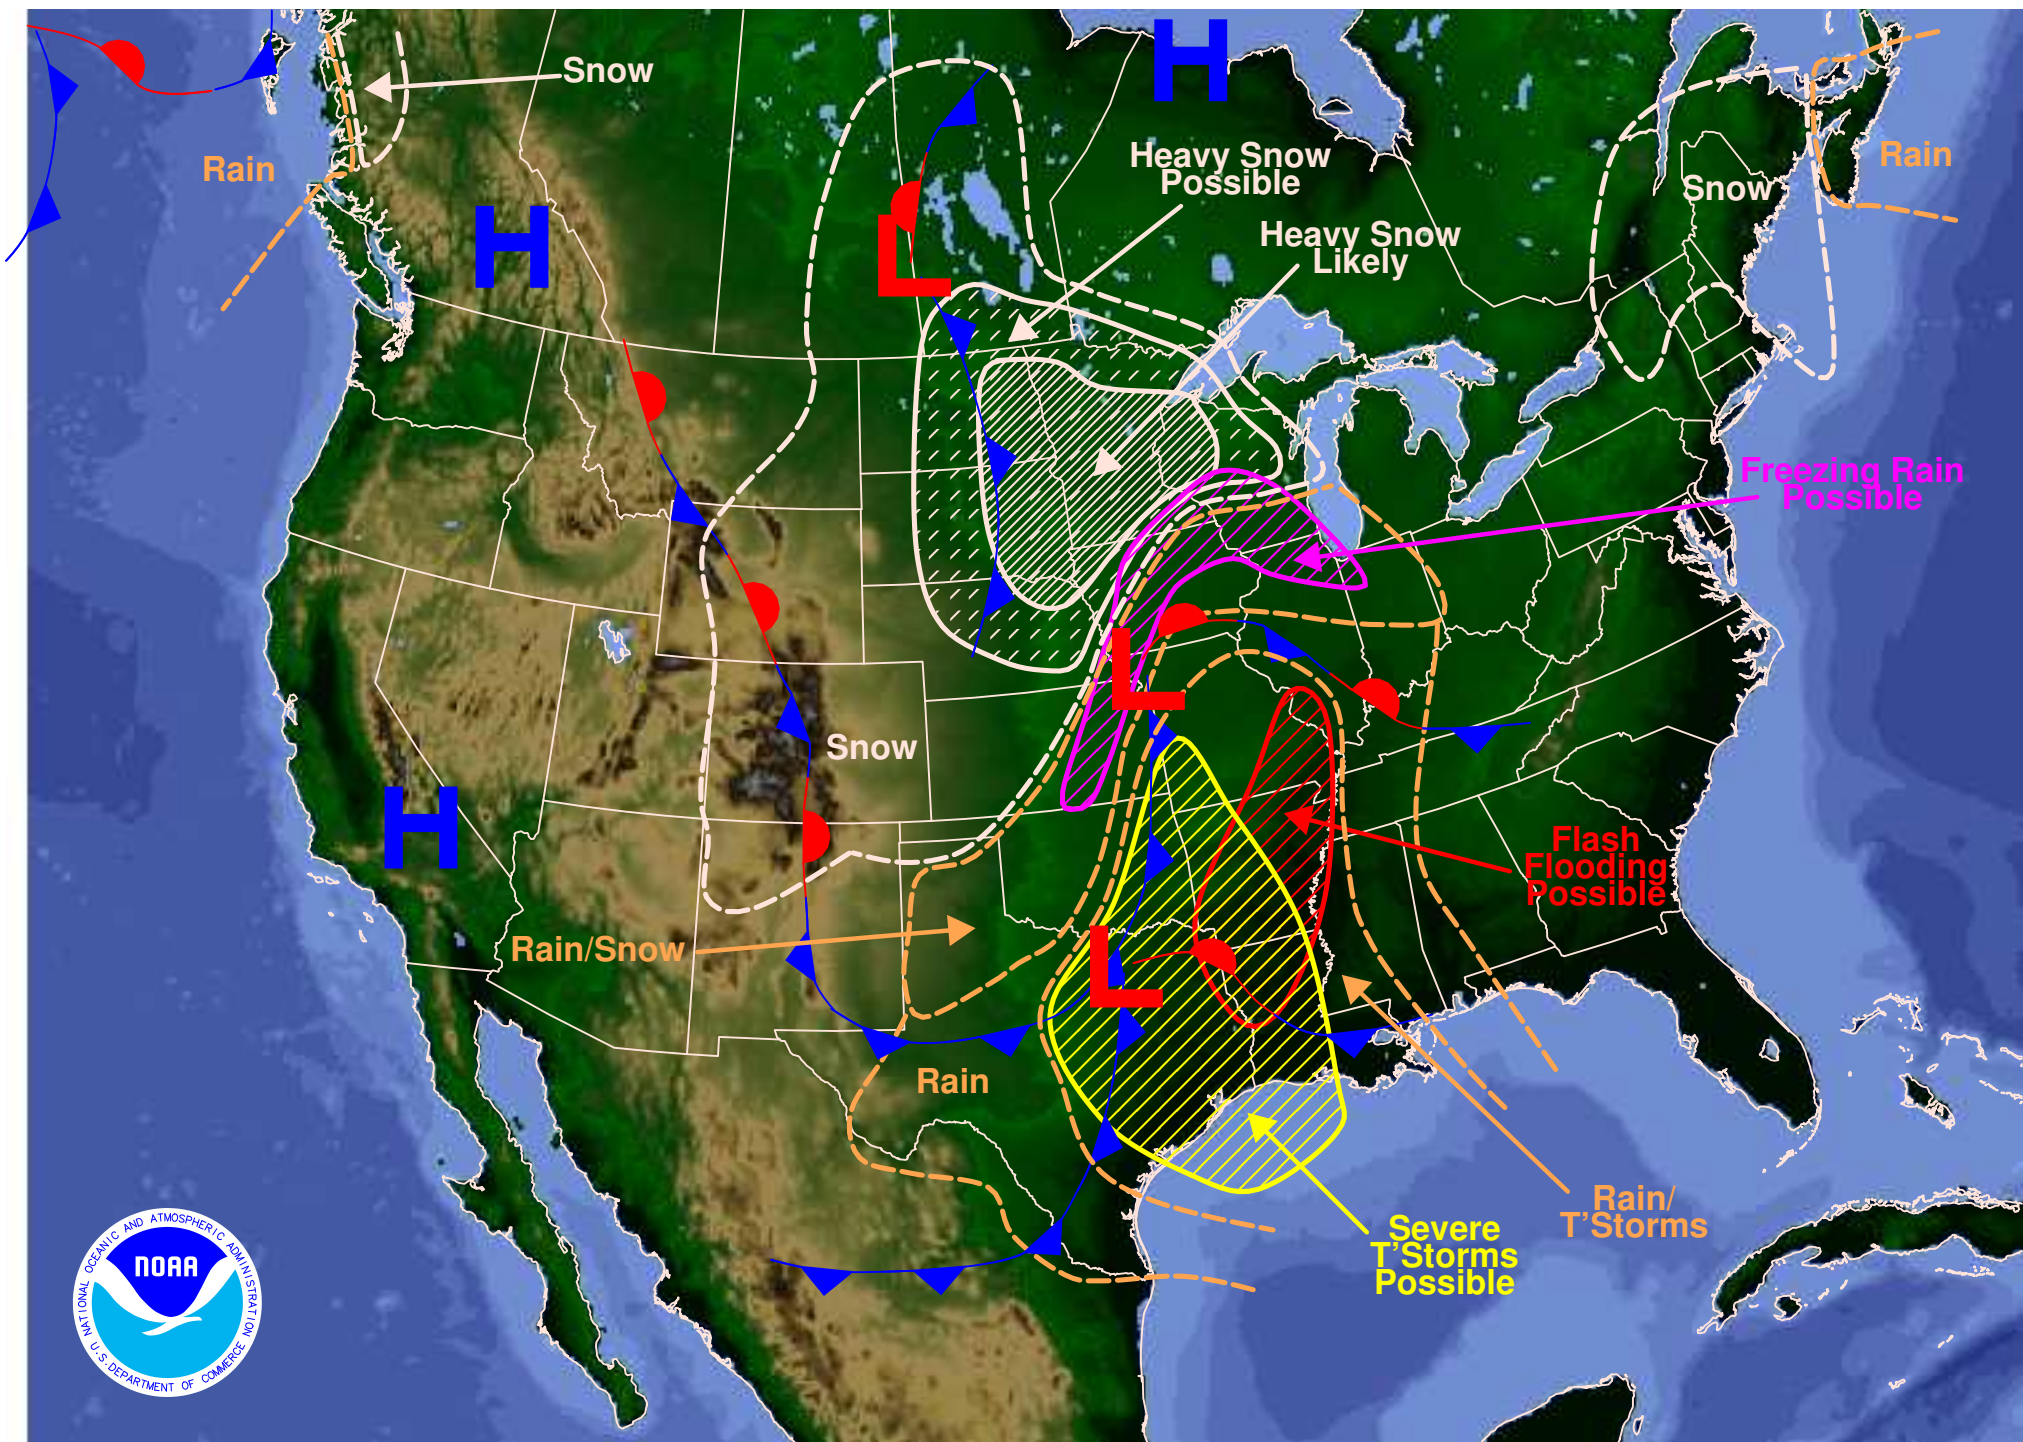 H
Snow
Heavy Snow
Possible
Rain
Rain
Snow
H
Heavy Snow
Likely
L
Freezing Rain
Possible
L
Snow
H
Flash
Flooding
Possible
Rain/Snow
L
Rain
Rain/
T'Storms
Severe
T'Storms
Possible
NATIONAL OCEANIC AND ATMOSPHERIC ADMINISTRATION
NOAA
U.S. DEPARTMENT OF COMMERCE